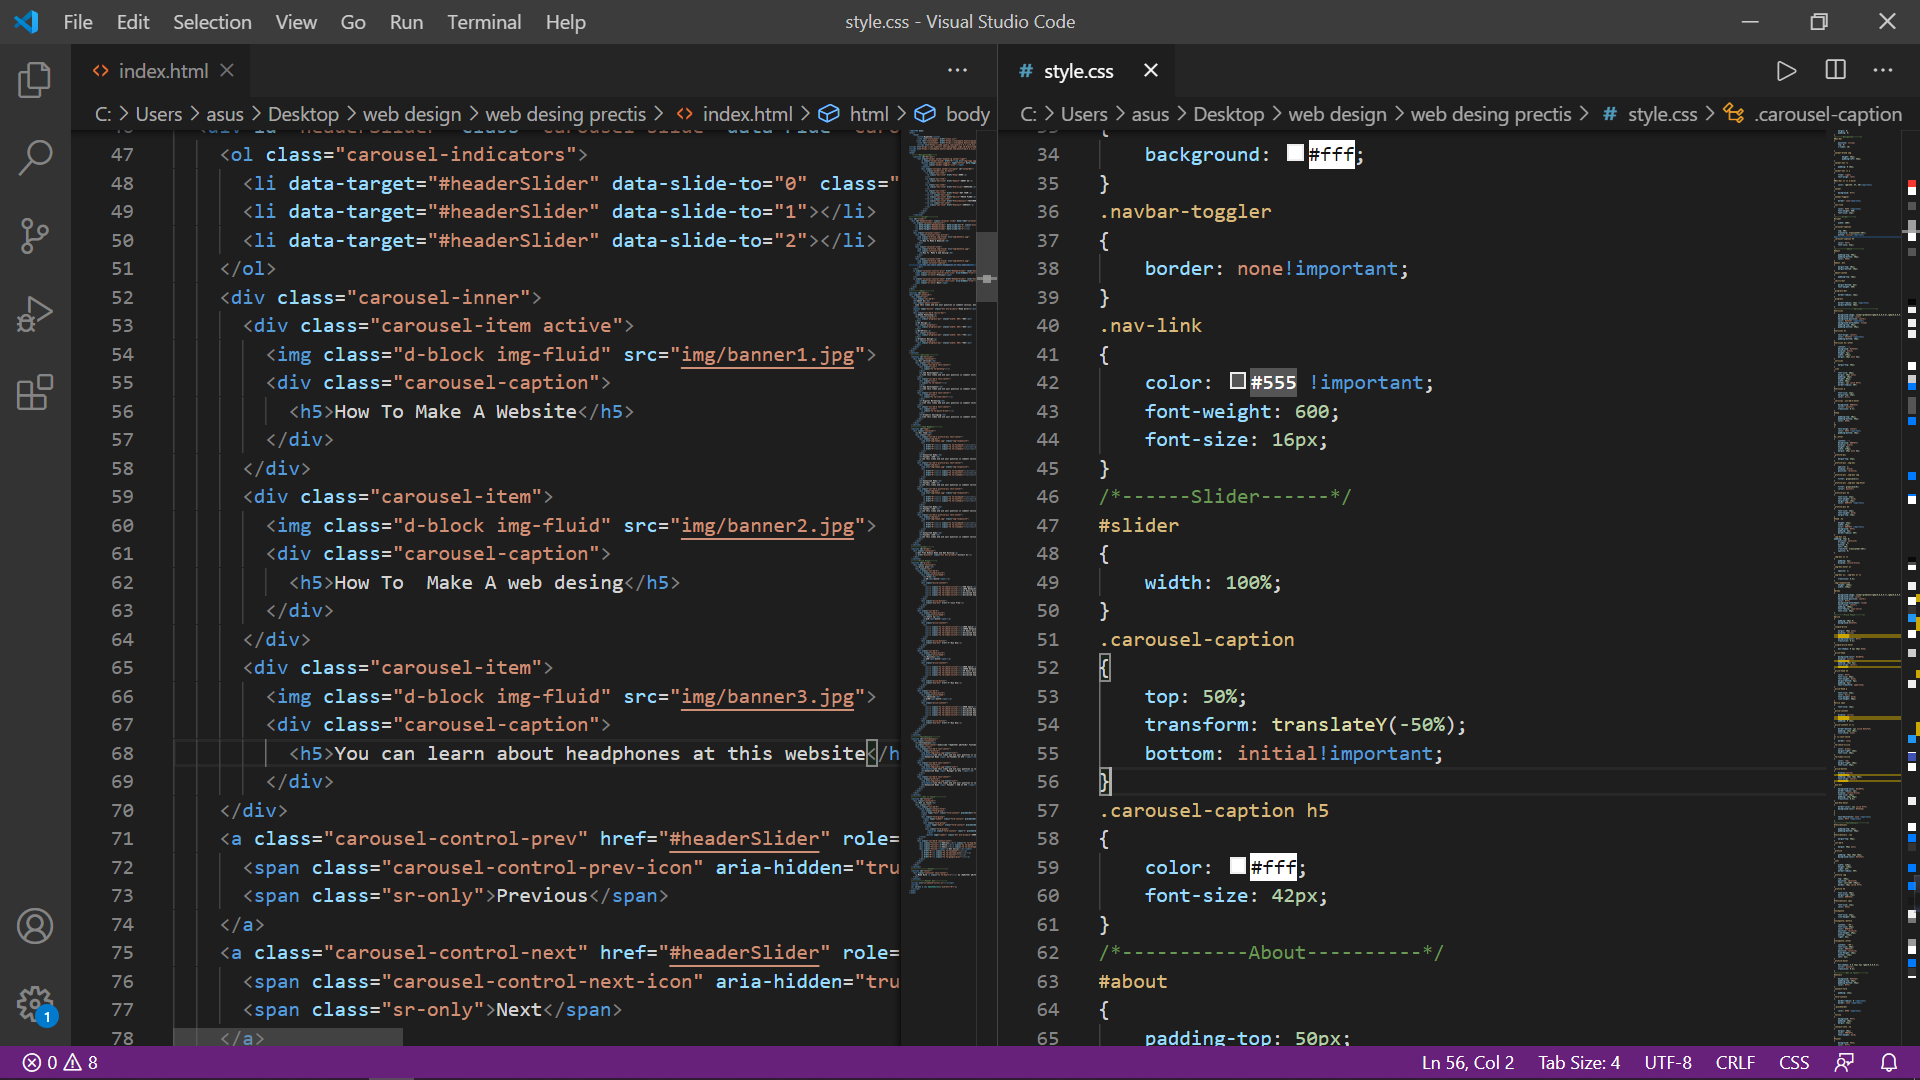 File Edit Selection View Go Run Terminal Help
style.css - Visual Studio Code
index.html
C: > Users > asus > Desktop > web design > web desing prectis > index.html > html > body
47 <ol class="carousel-indicators">
48 <li data-target="#headerSlider" data-slide-to="0" class="
49 <li data-target="#headerSlider" data-slide-to="1"></li>
50 <li data-target="#headerSlider" data-slide-to="2"></li>
51 </ol>
52 <div class="carousel-inner">
53 <div class="carousel-item active">
54 <img class="d-block img-fluid" src="img/banner1.jpg">
55 <div class="carousel-caption">
56 <h5>How To Make A Website</h5>
57 </div>
58 </div>
59 <div class="carousel-item">
60 <img class="d-block img-fluid" src="img/banner2.jpg">
61 <div class="carousel-caption">
62 <h5>How To  Make A web desing</h5>
63 </div>
64 </div>
65 <div class="carousel-item">
66 <img class="d-block img-fluid" src="img/banner3.jpg">
67 <div class="carousel-caption">
68 <h5>You can learn about headphones at this website</h
69 </div>
70 </div>
71 <a class="carousel-control-prev" href="#headerSlider" role=
72 <span class="carousel-control-prev-icon" aria-hidden="tru
73 <span class="sr-only">Previous</span>
74 </a>
75 <a class="carousel-control-next" href="#headerSlider" role=
76 <span class="carousel-control-next-icon" aria-hidden="tru
77 <span class="sr-only">Next</span>
78 </a>
# style.css
C: > Users > asus > Desktop > web design > web desing prectis > # style.css > .carousel-caption
34 background: #fff;
35 }
36 .navbar-toggler
37 {
38 border: none!important;
39 }
40 .nav-link
41 {
42 color: #555 !important;
43 font-weight: 600;
44 font-size: 16px;
45 }
46 /*------Slider------*/
47 #slider
48 {
49 width: 100%;
50 }
51 .carousel-caption
52 {
53 top: 50%;
54 transform: translateY(-50%);
55 bottom: initial!important;
56 }
57 .carousel-caption h5
58 {
59 color: #fff;
60 font-size: 42px;
61 }
62 /*-----------About----------*/
63 #about
64 {
65 padding-top: 50px;
1
0 8
Ln 56, Col 2 Tab Size: 4 UTF-8 CRLF CSS